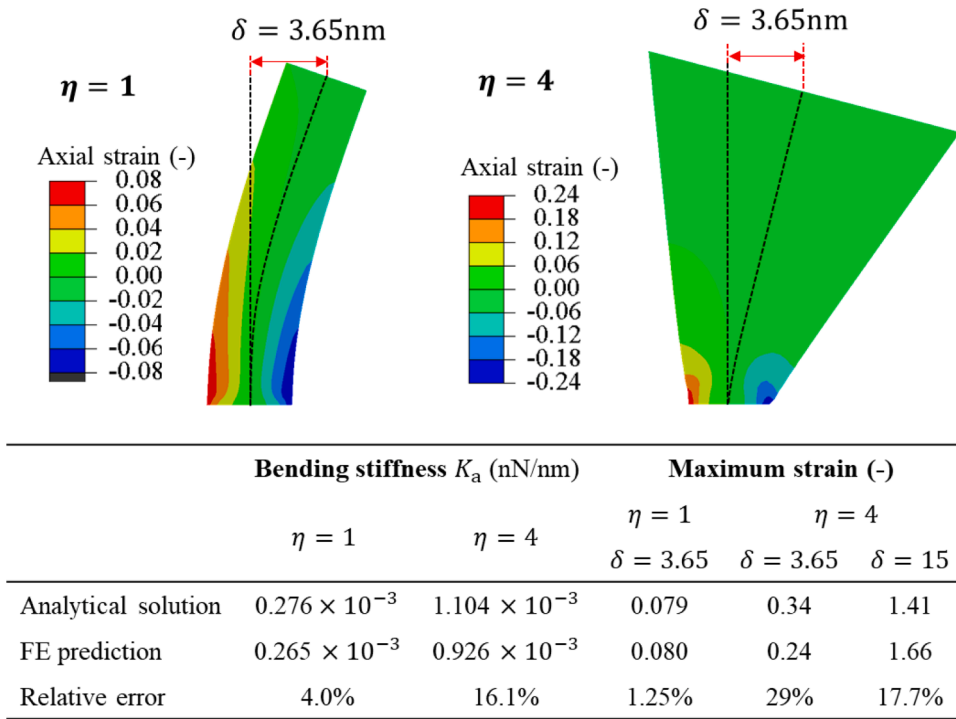 δ = 3.65nm
δ = 3.65nm
η = 1
η = 4
Axial strain (-)
0.08
0.06
0.04
0.02
0.00
-0.02
-0.04
-0.06
-0.08
Axial strain (-)
0.24
0.18
0.12
0.06
0.00
-0.06
-0.12
-0.18
-0.24
Bending stiffness Kₐ (nN/nm) Maximum strain (-)
η = 1 η = 4 η = 1 η = 4
δ = 3.65 δ = 3.65 δ = 15
Analytical solution 0.276 × 10⁻³ 1.104 × 10⁻³ 0.079 0.34 1.41
FE prediction 0.265 × 10⁻³ 0.926 × 10⁻³ 0.080 0.24 1.66
Relative error 4.0% 16.1% 1.25% 29% 17.7%